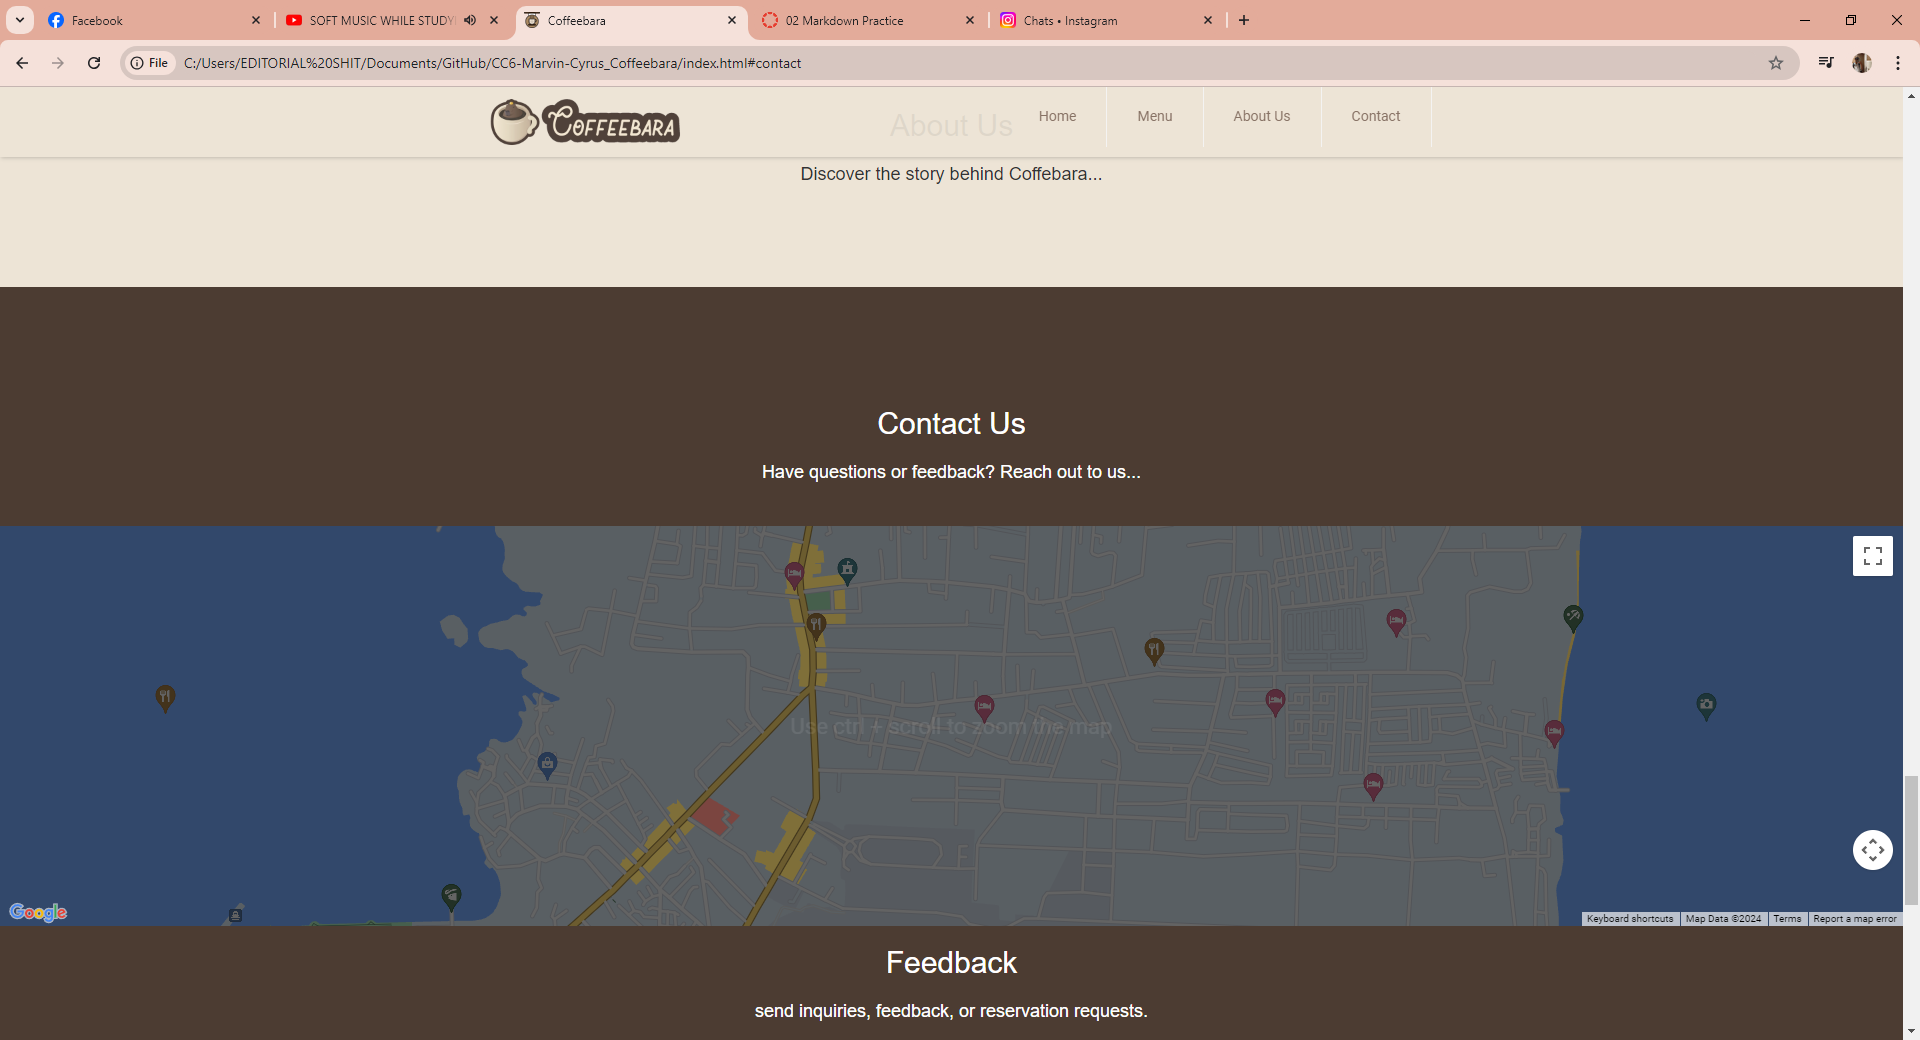 Facebook
SOFT MUSIC WHILE STUDY
Coffeebara
02 Markdown Practice
Chats • Instagram
File
C:/Users/EDITORIAL%20SHIT/Documents/GitHub/CC6-Marvin-Cyrus_Coffeebara/index.html#contact
COFFEEBARA
About Us
Home
Menu
About Us
Contact
Discover the story behind Coffebara...
Contact Us
Have questions or feedback? Reach out to us...
Use ctrl + scroll to zoom the map
Google
Keyboard shortcuts
Map Data ©2024
Terms
Report a map error
Feedback
send inquiries, feedback, or reservation requests.